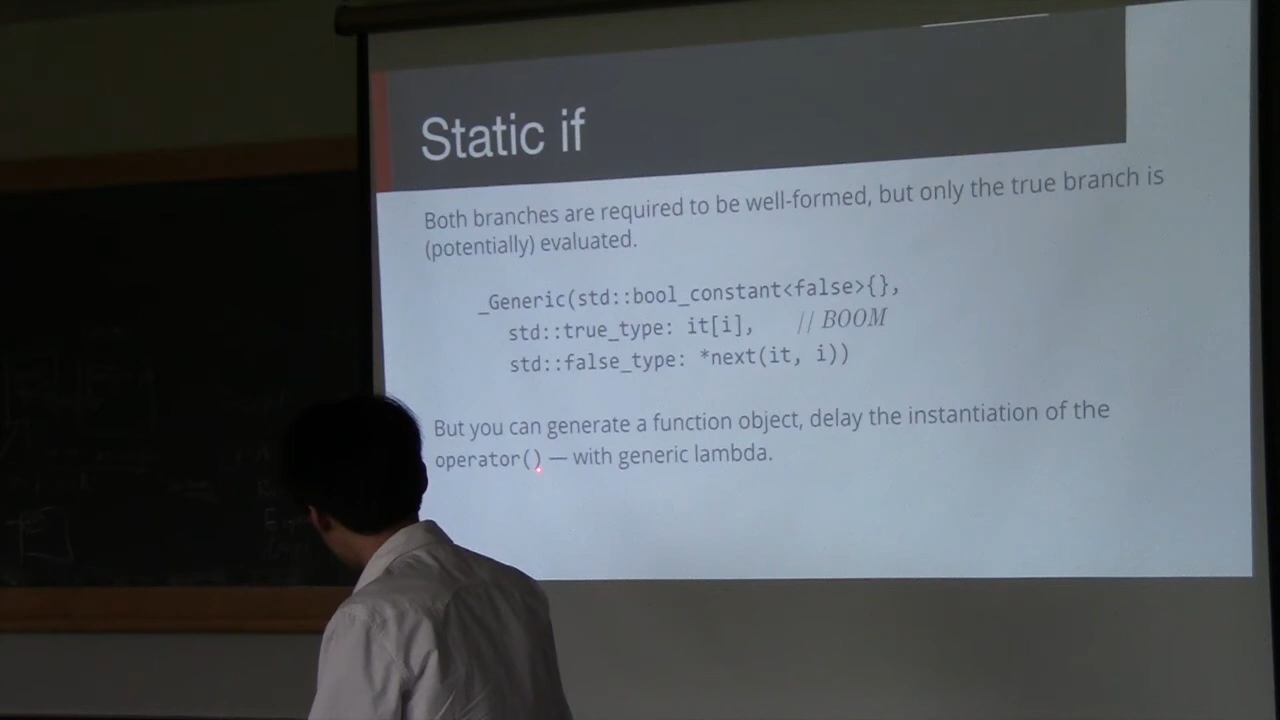 Static if
Both branches are required to be well-formed, but only the true branch is
(potentially) evaluated.
_Generic(std::bool_constant<false>{},
std::true_type: it[i], // BOOM
std::false_type: *next(it, i))
But you can generate a function object, delay the instantiation of the
operator() — with generic lambda.